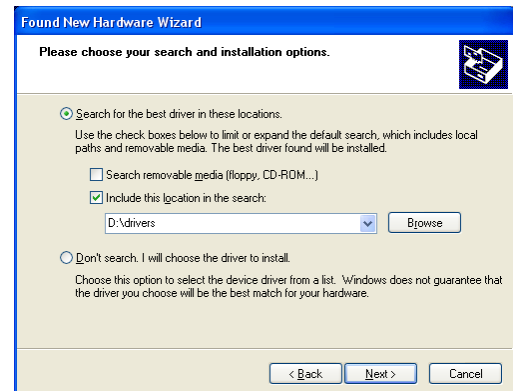 Found New Hardware Wizard
Please choose your search and installation options.
Search for the best driver in these locations.
Use the check boxes below to limit or expand the default search, which includes local
paths and removable media. The best driver found will be installed.
Search removable media (floppy, CD-ROM...)
Include this location in the search:
D:\drivers
Browse
Don't search. I will choose the driver to install.
Choose this option to select the device driver from a list. Windows does not guarantee that
the driver you choose will be the best match for your hardware.
< Back Next > Cancel